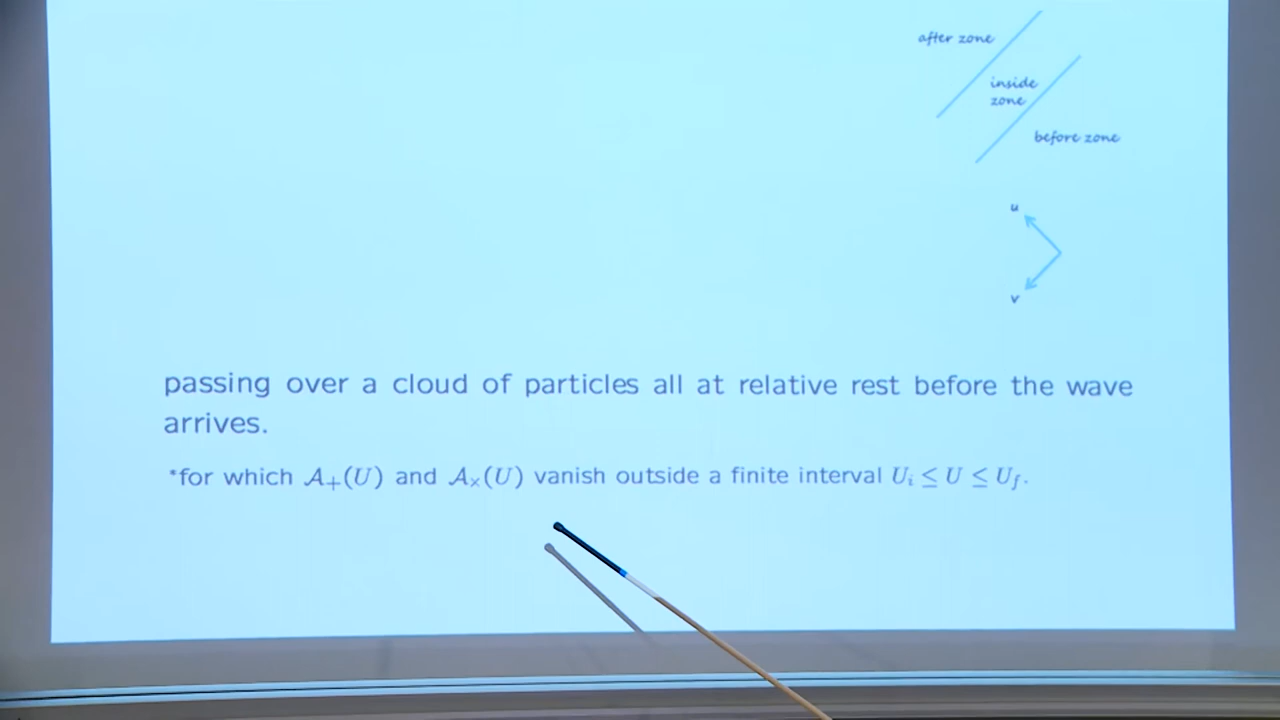 after zone
inside
zone
before zone
u
v
passing over a cloud of particles all at relative rest before the wave
arrives.
*for which 𝒜₊(U) and 𝒜ₓ(U) vanish outside a finite interval Uᵢ ≤ U ≤ U_f.